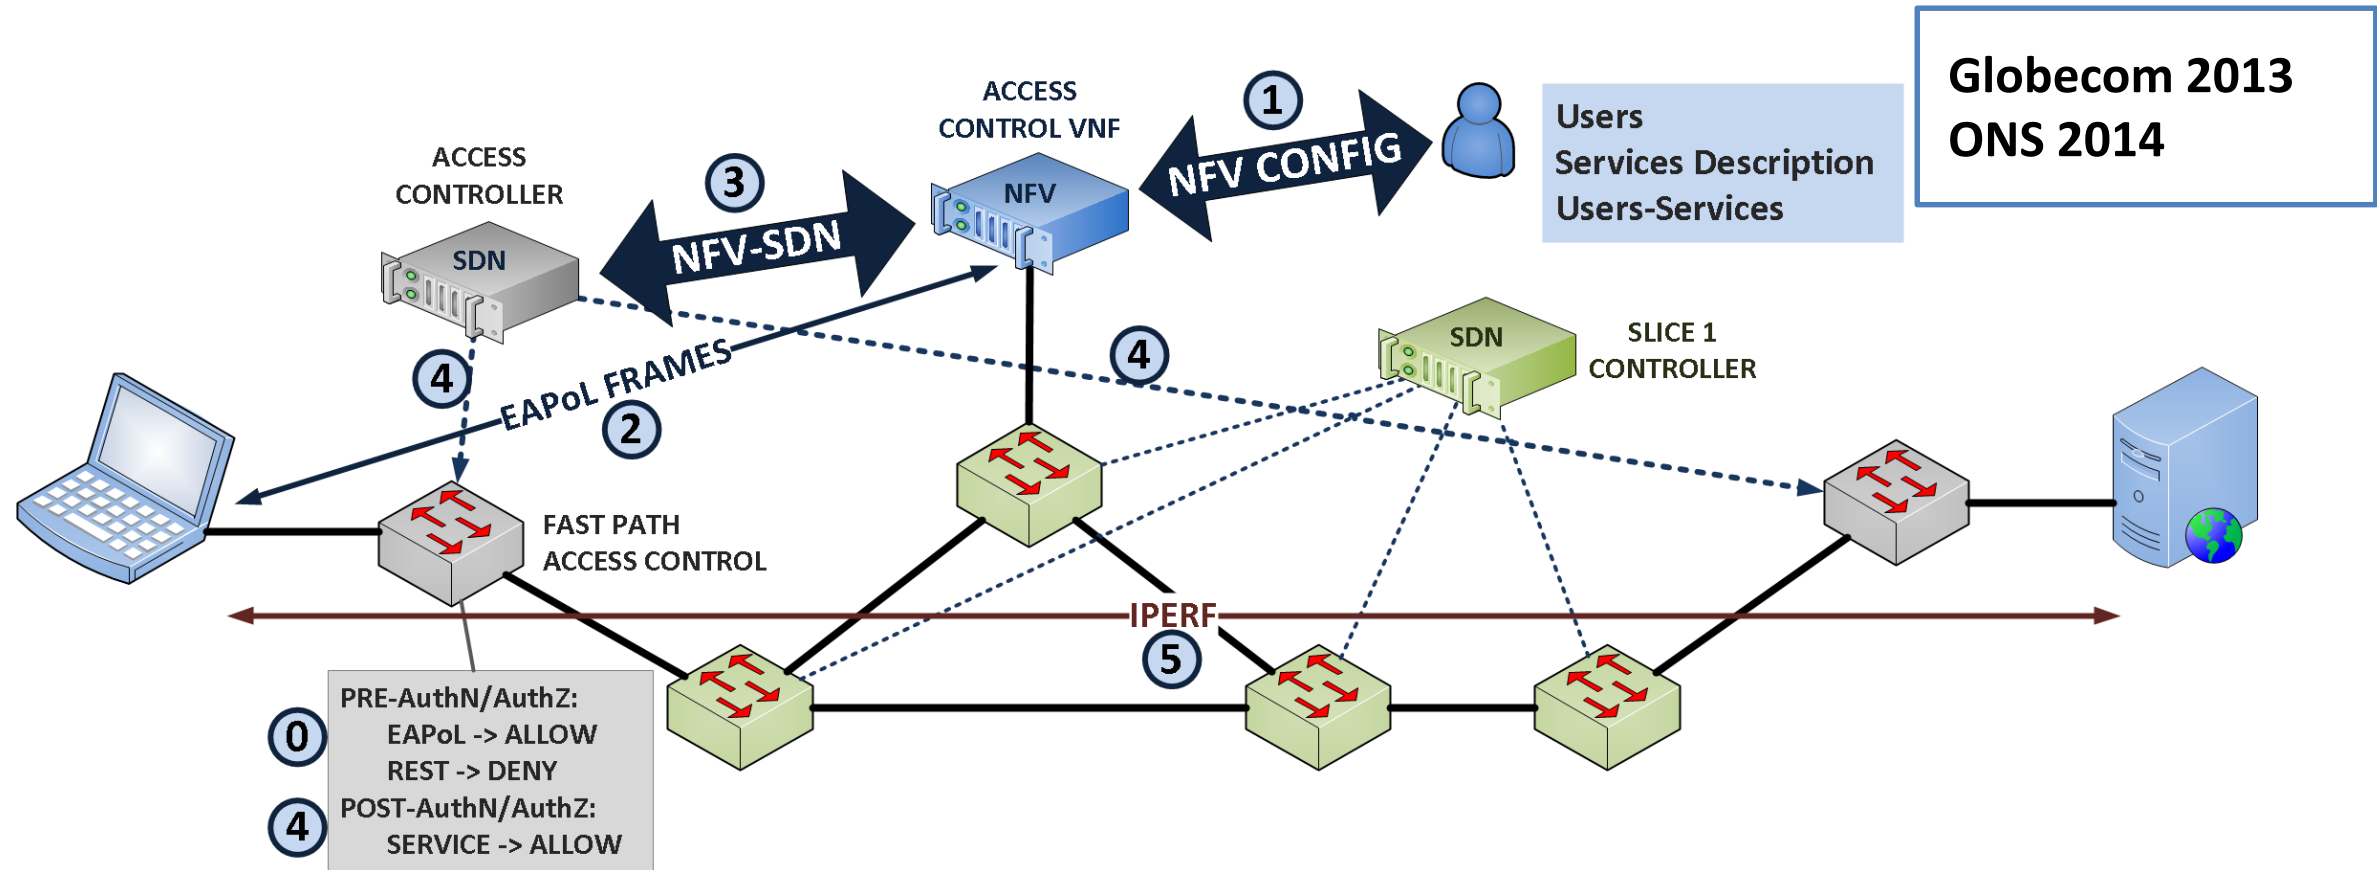 Globecom 2013
ONS 2014
1
ACCESS
CONTROL VNF
NFV CONFIG
Users
Services Description
Users-Services
ACCESS
CONTROLLER
3
NFV
NFV-SDN
SDN
SDN
SLICE 1
CONTROLLER
4
4
EAPoL FRAMES
2
FAST PATH
ACCESS CONTROL
IPERF
5
PRE-AuthN/AuthZ:
0
EAPoL -> ALLOW
REST -> DENY
POST-AuthN/AuthZ:
4
SERVICE -> ALLOW